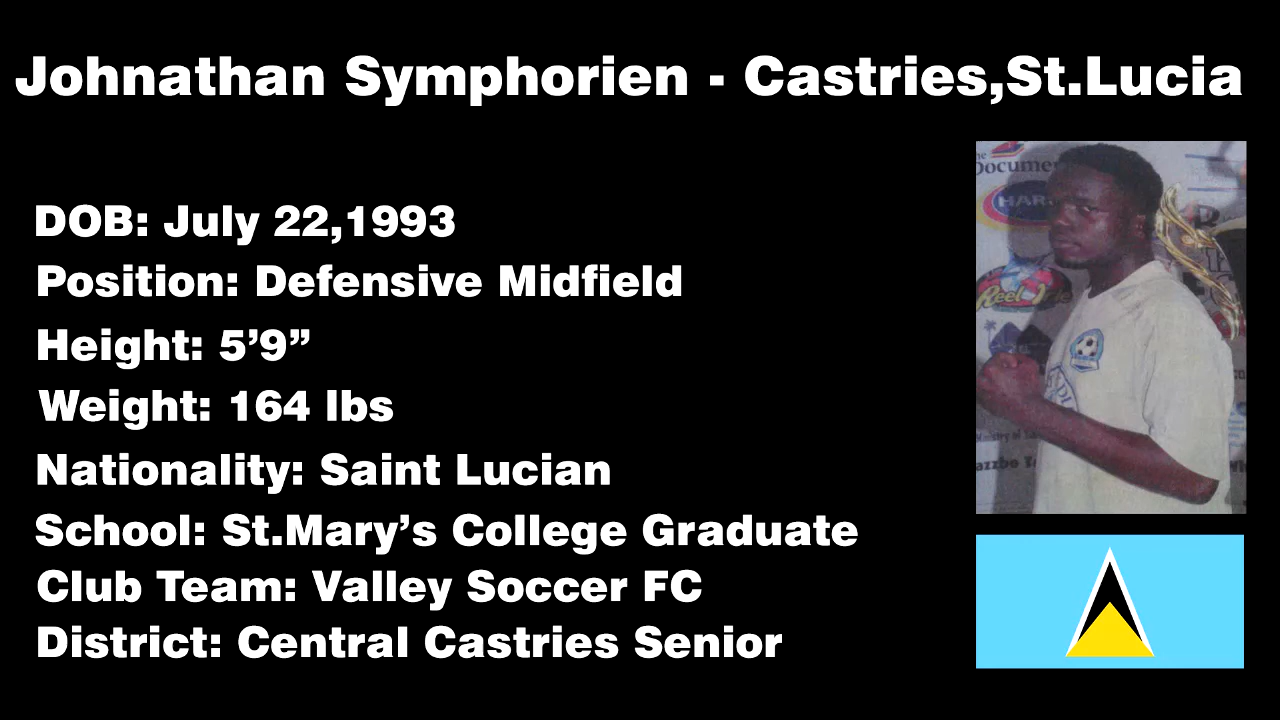 Johnathan Symphorien - Castries,St.Lucia
DOB: July 22,1993
Position: Defensive Midfield
Height: 5’9”
Weight: 164 lbs
Nationality: Saint Lucian
School: St.Mary’s College Graduate
Club Team: Valley Soccer FC
District: Central Castries Senior